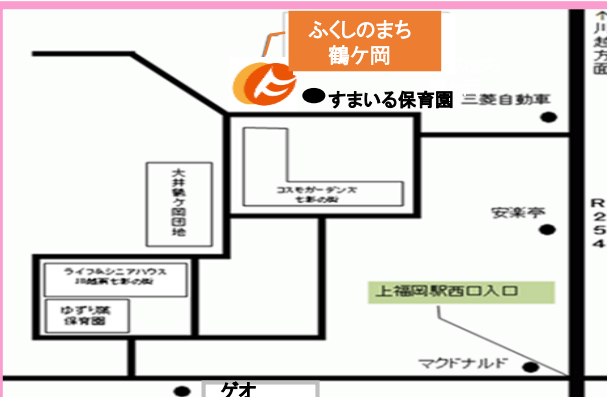 ふくしのまち
鶴ケ岡
↑川越方面
すまいる保育園
三菱自動車
大井鶴ケ岡団地
コスモガーデンズ
七彩の街
安楽亭
R254
ライフ&シニアハウス
川越南七彩の街
ゆずり葉
保育園
上福岡駅西口入口
マクドナルド
ゲオ